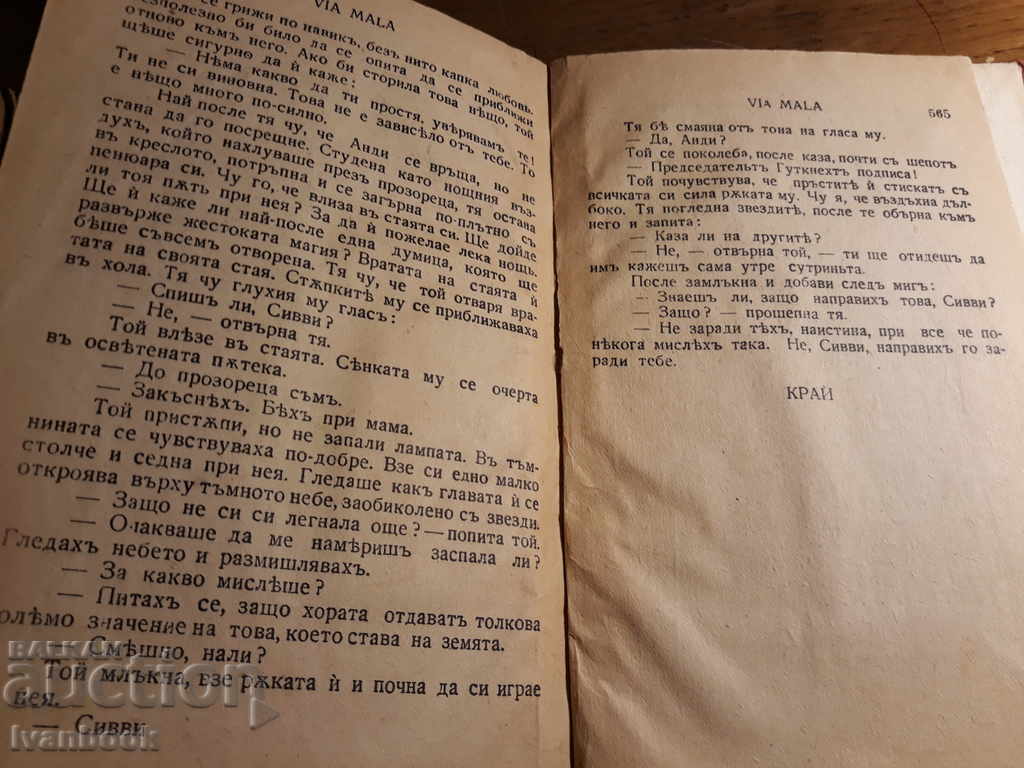 VIA MALA
се грижи по навикъ, безъ нито капка любовь.
безполезно би било да се опита да се приближи
отново къмъ него. Ако би сторила това нѣщо, той
щѣше сигурно да ѝ каже:
— Нѣма какво да ти простя, уверявамъ те!
Ти не си виновна. Това не е зависѣло отъ тебе. То
е нѣщо много по-силно.
Най после тя чу, че Анди се връща, но не
стана да го посрещне. Студена като нощния въз-
духъ, който нахлуваше презъ прозореца, тя остана
въ креслото, потръпна и се загърна по-плътно съ
пенюара си. Чу го, че влиза въ стаята си. Ще дойде
ли тоя пѫть при нея? За да ѝ пожелае лека нощь.
Ще ѝ каже ли най-после една думица, която ще
развърже жестоката магия? Вратата на стаята ѝ
бѣше съвсемъ отворена. Тя чу, че той отваря вра-
тата на своята стая. Стѫпкитѣ му се приближаваха
въ хола. Тя чу глухия му гласъ:
— Спишъ ли, Сивви?
— Не, — отвърна тя.
Той влѣзе въ стаята. Сѣнката му се очерта
въ освѣтената пѫтека.
— До прозореца съмъ.
— Закъснѣхъ. Бѣхъ при мама.
Той пристѫпи, но не запали лампата. Въ тъм-
нината се чувствуваха по-добре. Взе си едно малко
столче и седна при нея. Гледаше какъ главата ѝ се
откроява върху тъмното небе, заобиколено съ звезди.
— Защо не си си легнала още? — попита той.
— Очакваше да ме намѣришъ заспала ли?
Гледахъ небето и размишлявахъ.
— За какво мислѣше?
— Питахъ се, защо хората отдават толкова
голѣмо значение на това, което става на земята.
— Смѣшно, нали?
Той млъкна, взе рѫката ѝ и почна да си играе
нея.
— Сивви
VIA MALA 565
Тя бѣ смаяна отъ тона на гласа му.
— Да, Анди?
Той се поколеба, после каза, почти съ шепотъ
— Председательтъ Гуткнехтъ подписа!
Той почувствува, че пръститѣ ѝ стискатъ съ
всичката си сила рѫката му. Чу я, че въздъхна дъл-
боко. Тя погледна звездитѣ, после те обърна къмъ
него и запита:
— Каза ли на другитѣ?
— Не, — отвърна той, — ти ще отидешъ да
имъ кажешъ сама утре сутриньта.
После замлъкна и добави следъ мигъ:
— Знаешъ ли, защо направихъ това, Сивви?
— Защо? — прошепна тя.
— Не заради тѣхъ, наистина, при все че по-
нѣкога мислѣхъ така. Не, Сивви, направихъ го за-
ради тебе.
КРАЙ
БАЛКАН
auction
Ivanbook